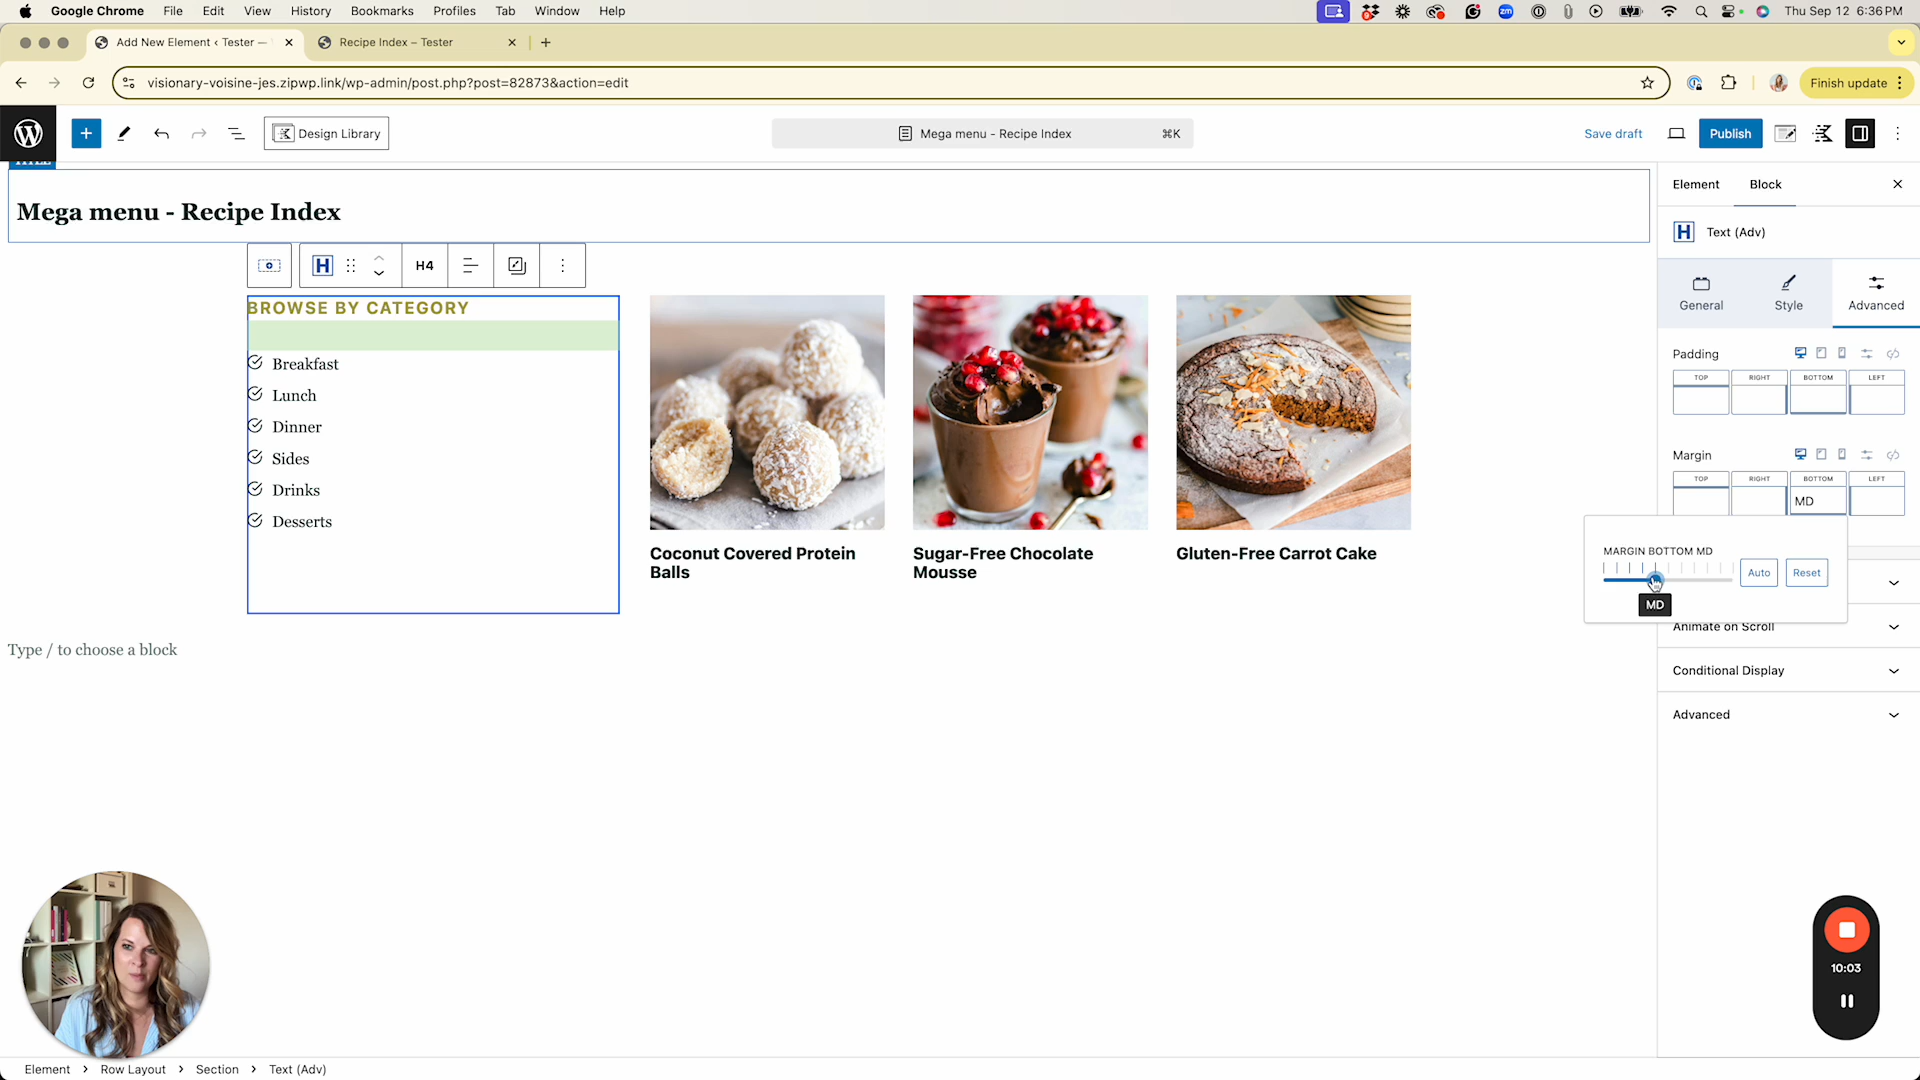 Google Chrome File Edit View History Bookmarks Profiles Tab Window Help
zm
Thu Sep 12 6:36 PM
Add New Element ‹ Tester —
Recipe Index – Tester
visionary-voisine-jes.zipwp.link/wp-admin/post.php?post=82873&action=edit
Finish update
Design Library
Mega menu - Recipe Index
⌘K
Save draft
Publish
Element
Block
Mega menu - Recipe Index
H
Text (Adv)
H
H4
General
Style
Advanced
BROWSE BY CATEGORY
Breakfast
Lunch
Dinner
Sides
Drinks
Desserts
Coconut Covered Protein
Balls
Sugar-Free Chocolate
Mousse
Gluten-Free Carrot Cake
Padding
TOP RIGHT BOTTOM LEFT
Margin
TOP RIGHT BOTTOM LEFT
MD
MARGIN BOTTOM MD
Auto
Reset
MD
Animate on Scroll
Conditional Display
Advanced
Type / to choose a block
10:03
Element > Row Layout > Section > Text (Adv)